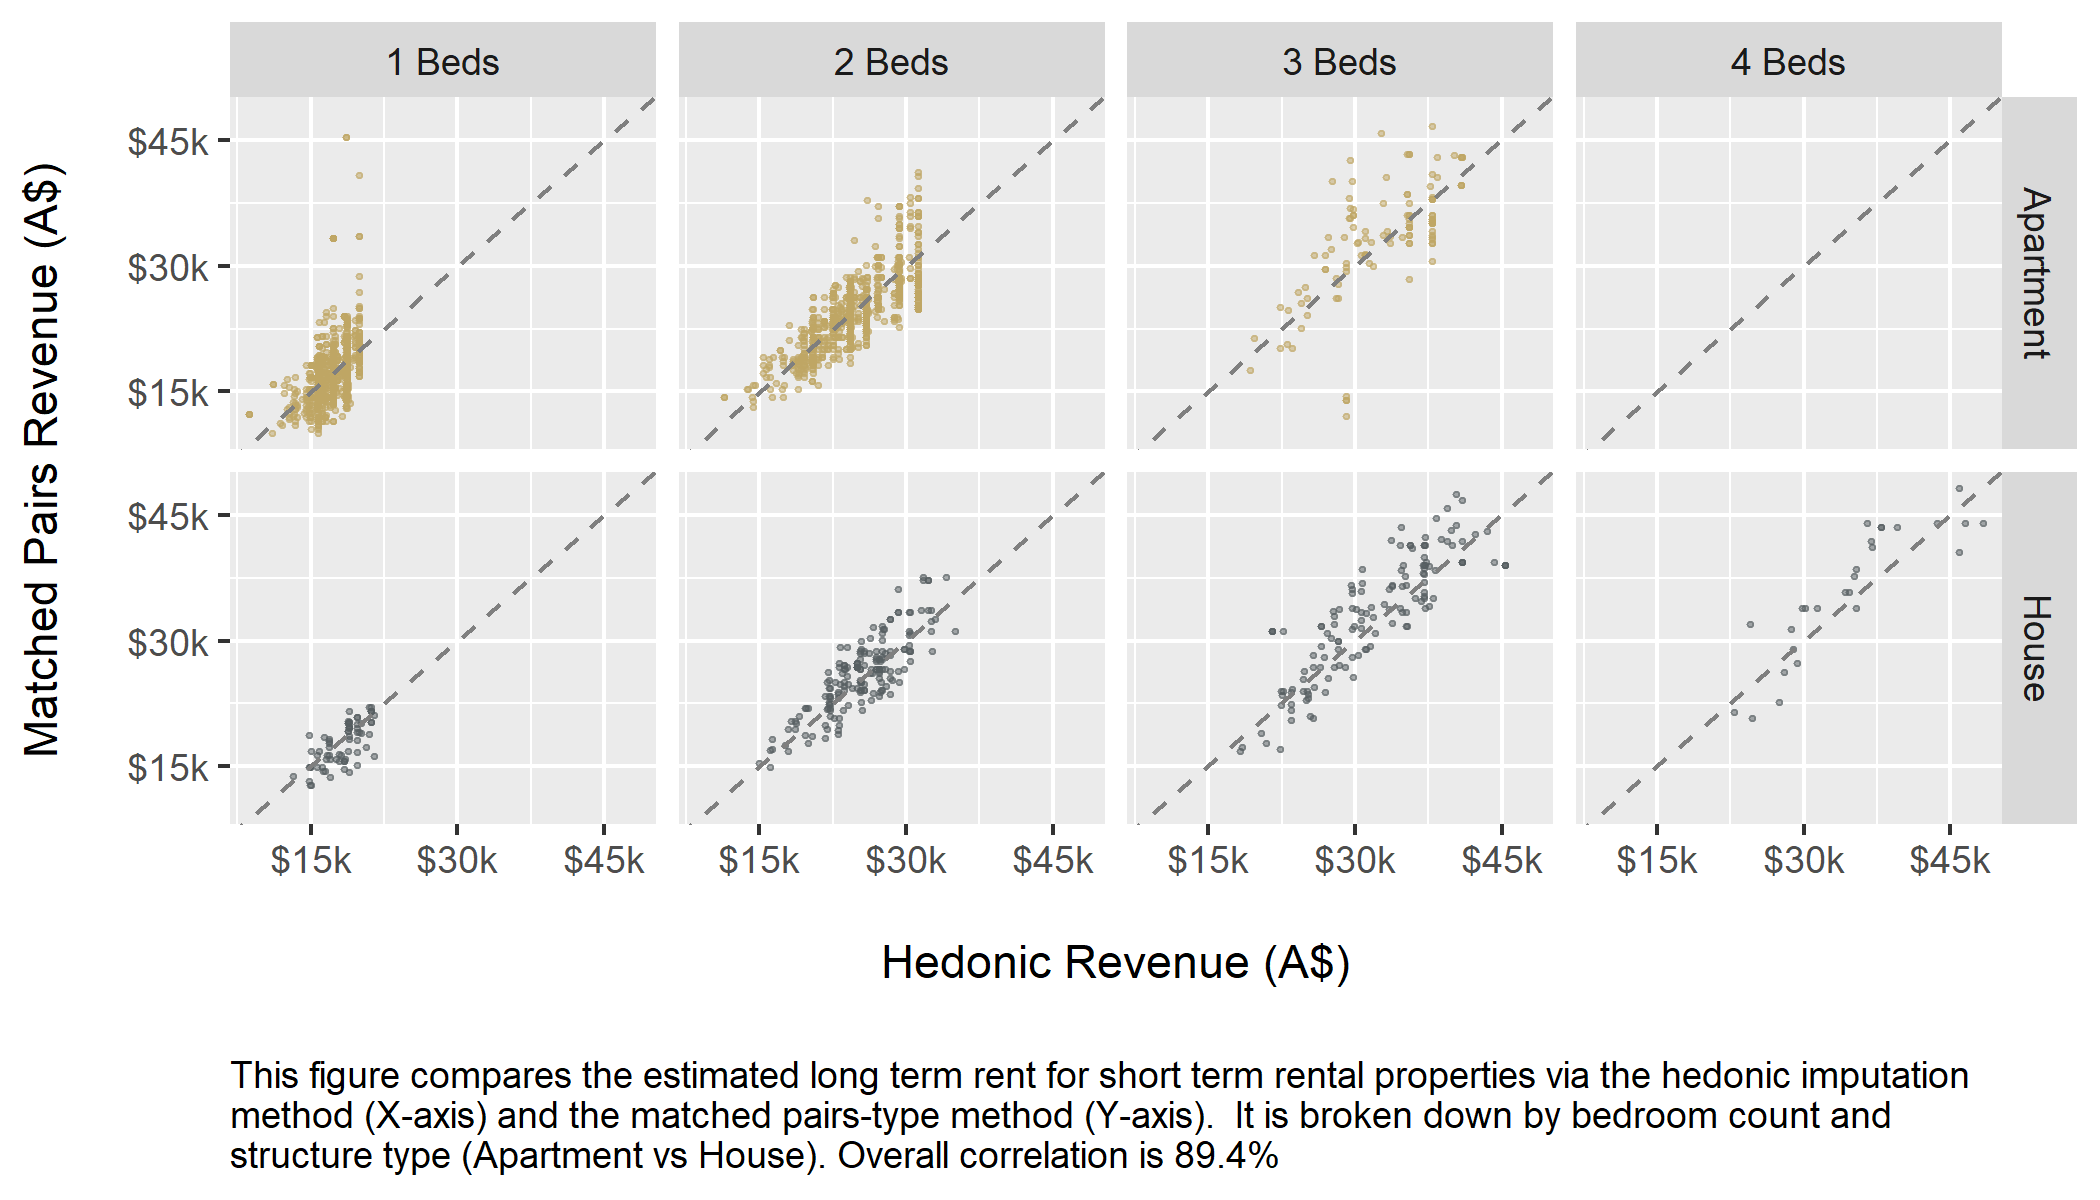 1 Beds
2 Beds
3 Beds
4 Beds
Matched Pairs Revenue (A$)
$45k
$30k
$15k
Apartment
$45k
$30k
$15k
House
$15k $30k $45k
$15k $30k $45k
$15k $30k $45k
$15k $30k $45k
Hedonic Revenue (A$)
This figure compares the estimated long term rent for short term rental properties via the hedonic imputation
method (X-axis) and the matched pairs-type method (Y-axis).  It is broken down by bedroom count and
structure type (Apartment vs House). Overall correlation is 89.4%